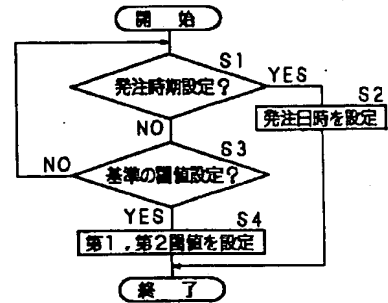 開 始
S1
発注時期設定?
YES
S2
発注日時を設定
NO
S3
基準の閾値設定?
NO
YES
S4
第1,第2閾値を設定
終 了